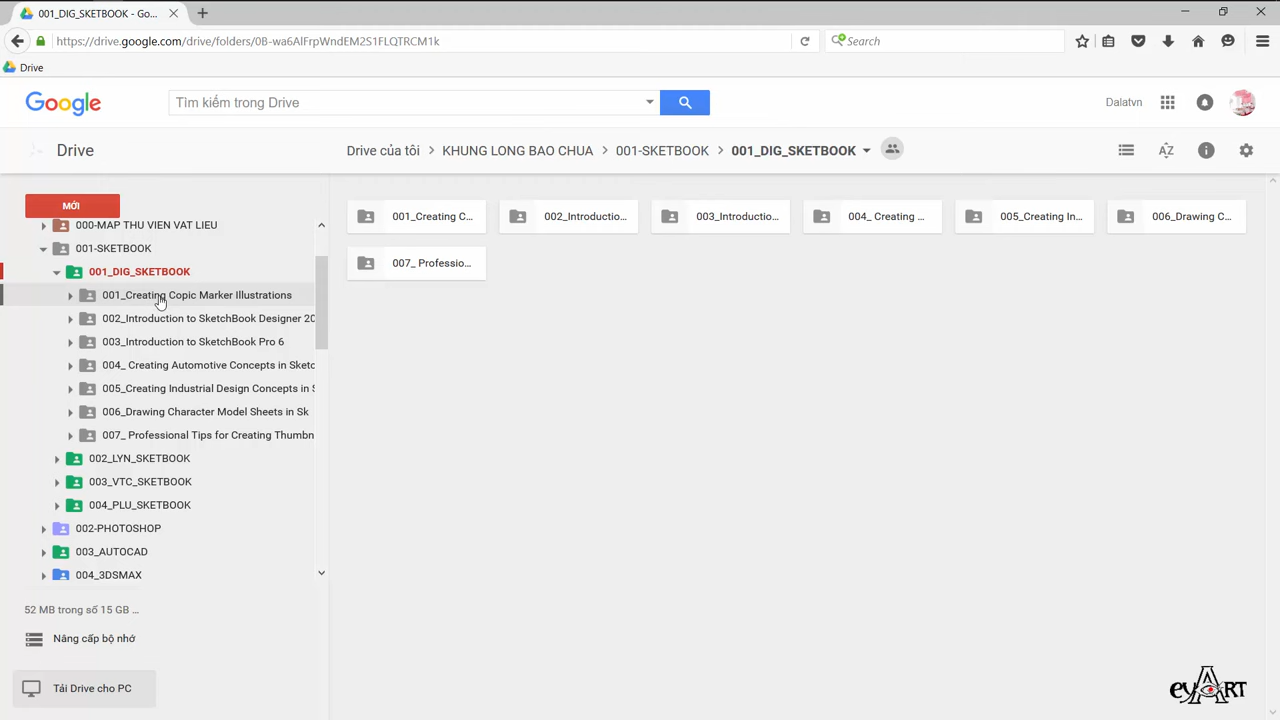 001_DIG_SKETBOOK - Go...
https://drive.google.com/drive/folders/0B-wa6AlFrpWndEM2S1FLQTRCM1k
Search
Drive
Google
Tìm kiếm trong Drive
Dalatvn
Drive
Drive của tôi > KHUNG LONG BAO CHUA > 001-SKETBOOK > 001_DIG_SKETBOOK
MỚI
000-MAP THU VIEN VAT LIEU
001-SKETBOOK
001_DIG_SKETBOOK
001_Creating Copic Marker Illustrations
002_Introduction to SketchBook Designer 20
003_Introduction to SketchBook Pro 6
004_ Creating Automotive Concepts in Sketc
005_Creating Industrial Design Concepts in S
006_Drawing Character Model Sheets in Sk
007_ Professional Tips for Creating Thumbn
002_LYN_SKETBOOK
003_VTC_SKETBOOK
004_PLU_SKETBOOK
002-PHOTOSHOP
003_AUTOCAD
004_3DSMAX
52 MB trong số 15 GB ...
Nâng cấp bộ nhớ
Tải Drive cho PC
001_Creating C...
002_Introductio...
003_Introductio...
004_ Creating ...
005_Creating In...
006_Drawing C...
007_ Professio...
eyART